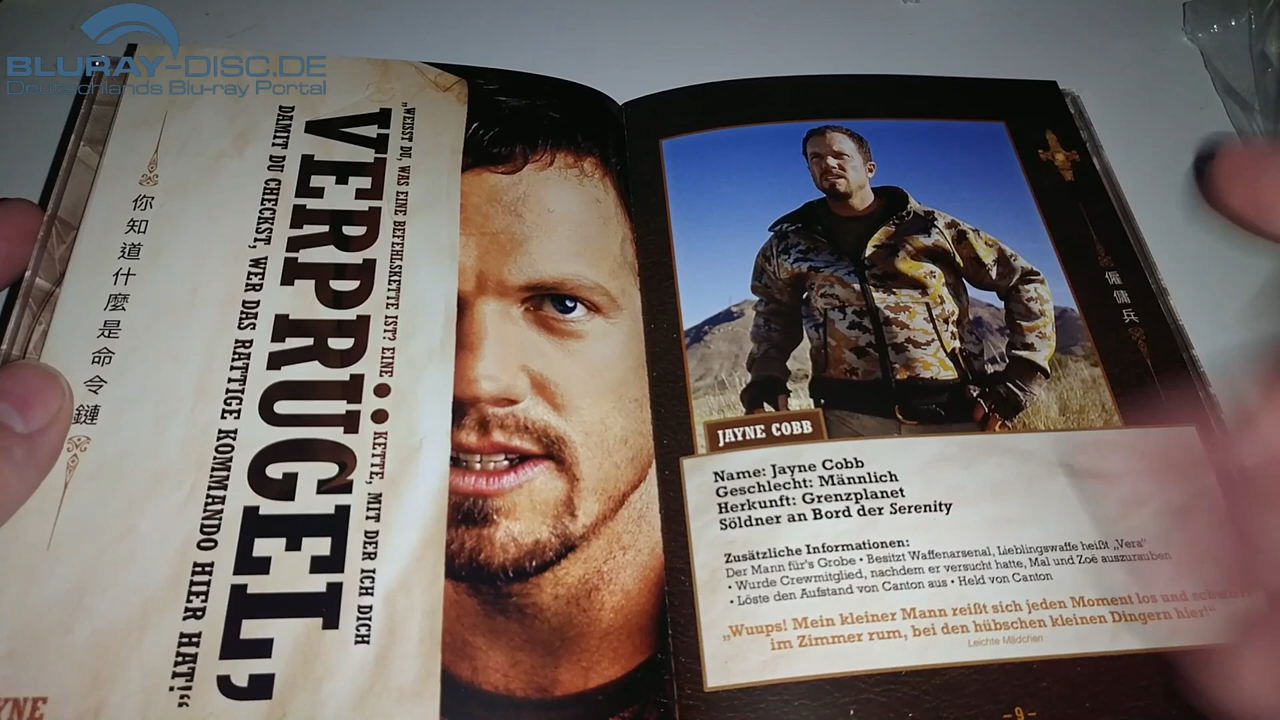 BLURAY-DISC.DE
Deutschlands Blu-ray Portal
„WEISST DU, WAS EINE BEFEHLSKETTE IST? EINE KETTE, MIT DER ICH DICH
VERPRÜGEL,
DAMIT DU CHECKST, WER DAS RATTIGE KOMMANDO HIER HAT!“
你知道什麼是命令鏈
僱傭兵
JAYNE COBB
Name: Jayne Cobb
Geschlecht: Männlich
Herkunft: Grenzplanet
Söldner an Bord der Serenity
Zusätzliche Informationen:
Der Mann für's Grobe • Besitzt Waffenarsenal, Lieblingswaffe heißt „Vera“
• Wurde Crewmitglied, nachdem er versucht hatte, Mal und Zoë auszurauben
• Löste den Aufstand von Canton aus • Held von Canton
„Wuups! Mein kleiner Mann reißt sich jeden Moment los und
im Zimmer rum, bei den hübschen kleinen Dingern hier!“
Leichte Mädchen
- 9 -